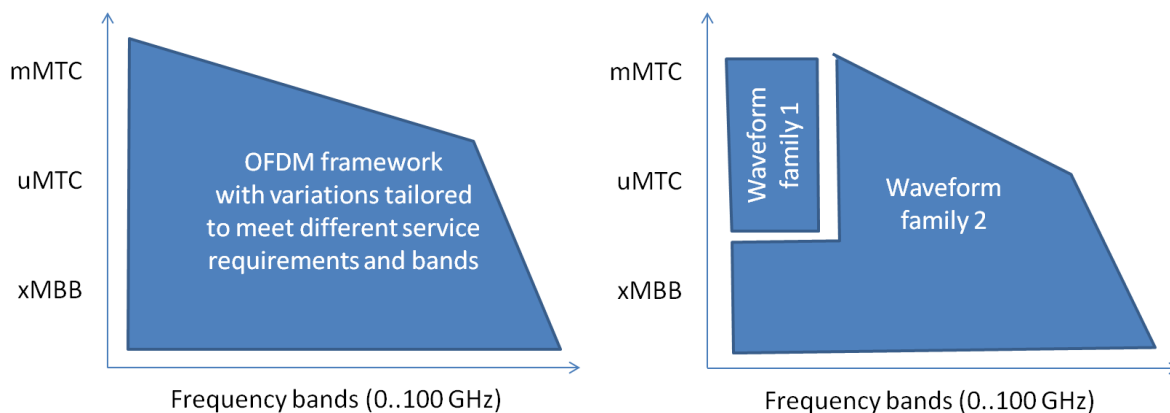 mMTC
uMTC
xMBB
OFDM framework
with variations tailored
to meet different service
requirements and bands
Frequency bands (0..100 GHz)
mMTC
uMTC
xMBB
Waveform
family 1
Waveform
family 2
Frequency bands (0..100 GHz)